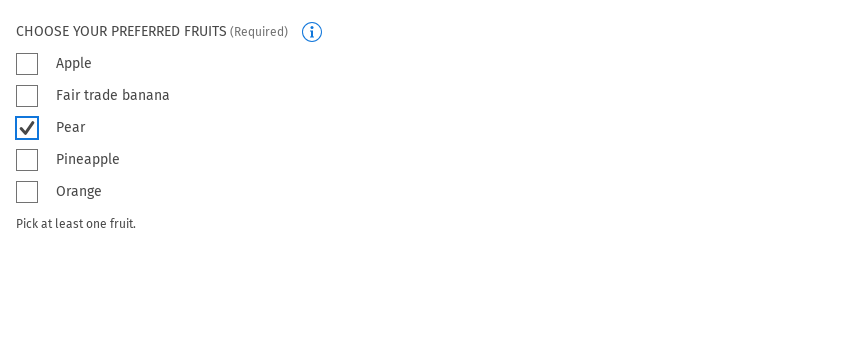 CHOOSE YOUR PREFERRED FRUITS (Required)
Apple
Fair trade banana
Pear
Pineapple
Orange
Pick at least one fruit.